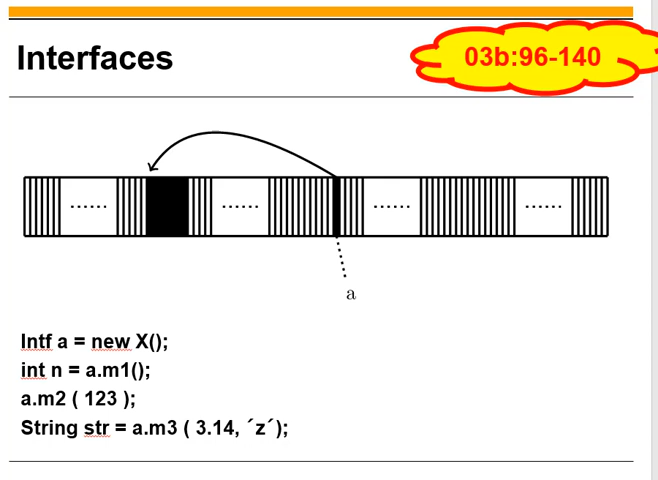 Interfaces
03b:96-140
...... ...... ...... ......
a
Intf a = new X();
int n = a.m1();
a.m2 ( 123 );
String str = a.m3 ( 3.14, ´z´);